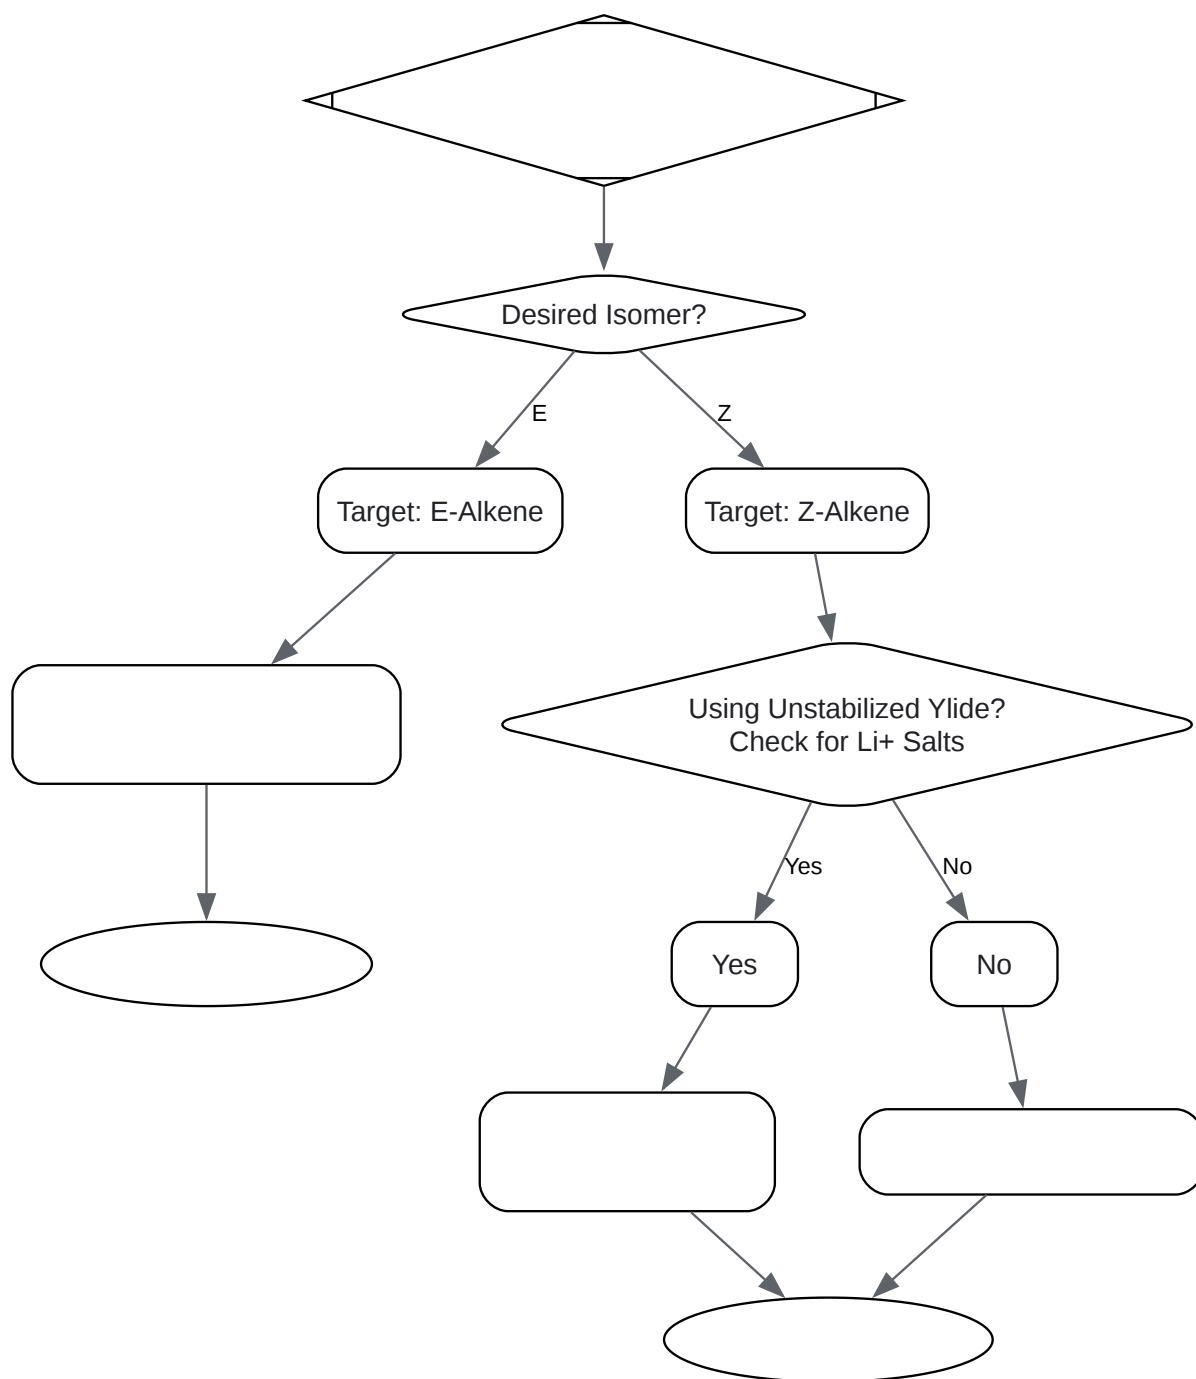 Desired Isomer?
E
Z
Target: E-Alkene
Target: Z-Alkene
Using Unstabilized Ylide?
Check for Li+ Salts
Yes
No
Yes
No